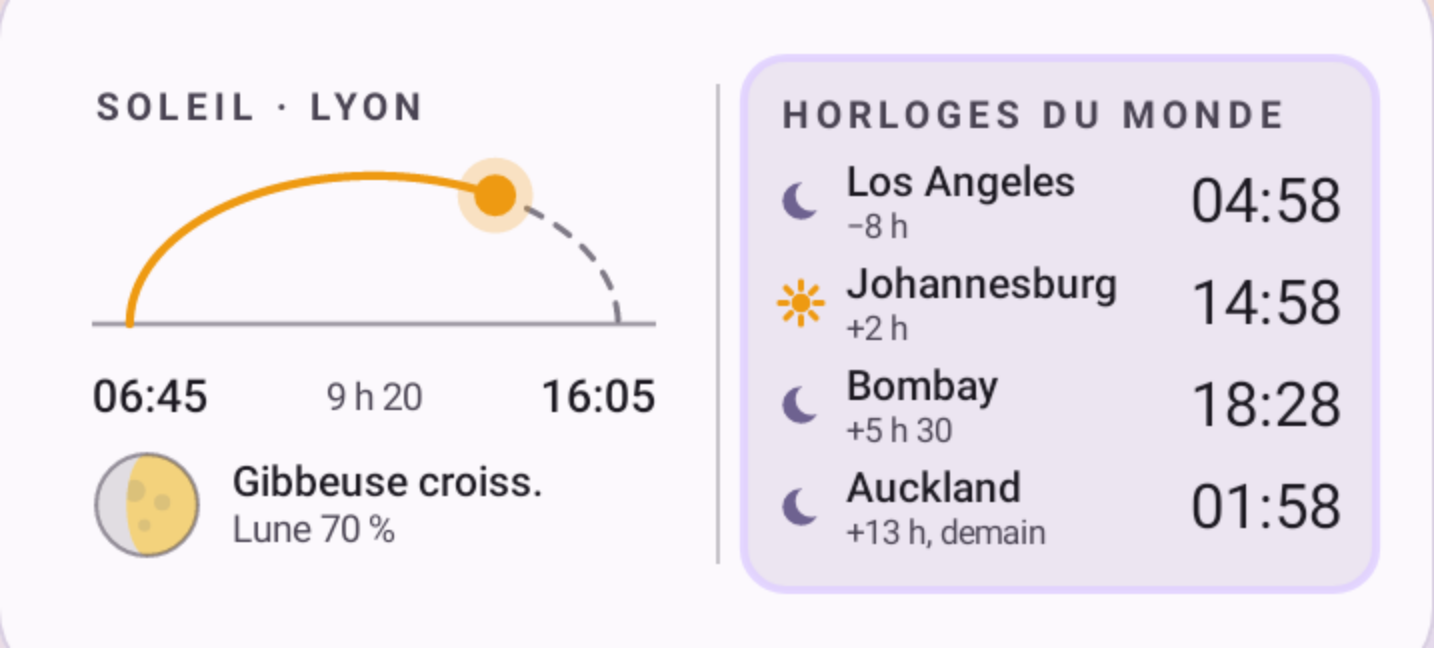 SOLEIL · LYON
06:45 9 h 20 16:05
Gibbeuse croiss.
Lune 70 %
HORLOGES DU MONDE
Los Angeles 04:58
−8 h
Johannesburg 14:58
+2 h
Bombay 18:28
+5 h 30
Auckland 01:58
+13 h, demain